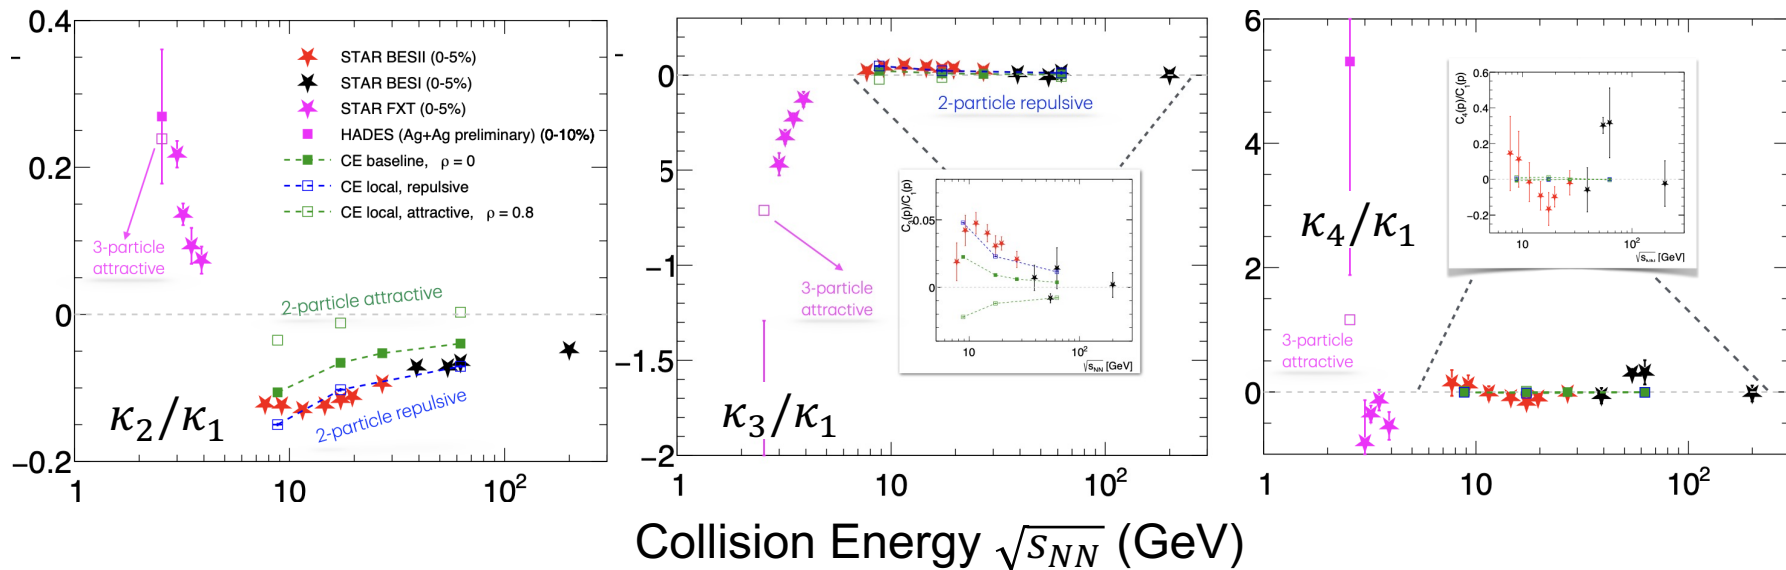 0.4
0.2
0
−0.2
STAR BESII (0-5%)
STAR BESI (0-5%)
STAR FXT (0-5%)
HADES (Ag+Ag preliminary) (0-10%)
CE baseline, ρ = 0
CE local, repulsive
CE local, attractive, ρ = 0.8
3-particle
attractive
2-particle attractive
2-particle repulsive
κ2/κ1
1
10
10²
0
5
−1
−1.5
−2
2-particle repulsive
3-particle
attractive
κ3/κ1
C3(p)/C1(p)
0.05
0
10
10²
√sNN [GeV]
1
10
10²
6
4
2
0
κ4/κ1
C4(p)/C1(p)
0.6
0.4
0.2
0
−0.2
10
10²
√sNN [GeV]
3-particle
attractive
1
10
10²
Collision Energy √sNN (GeV)